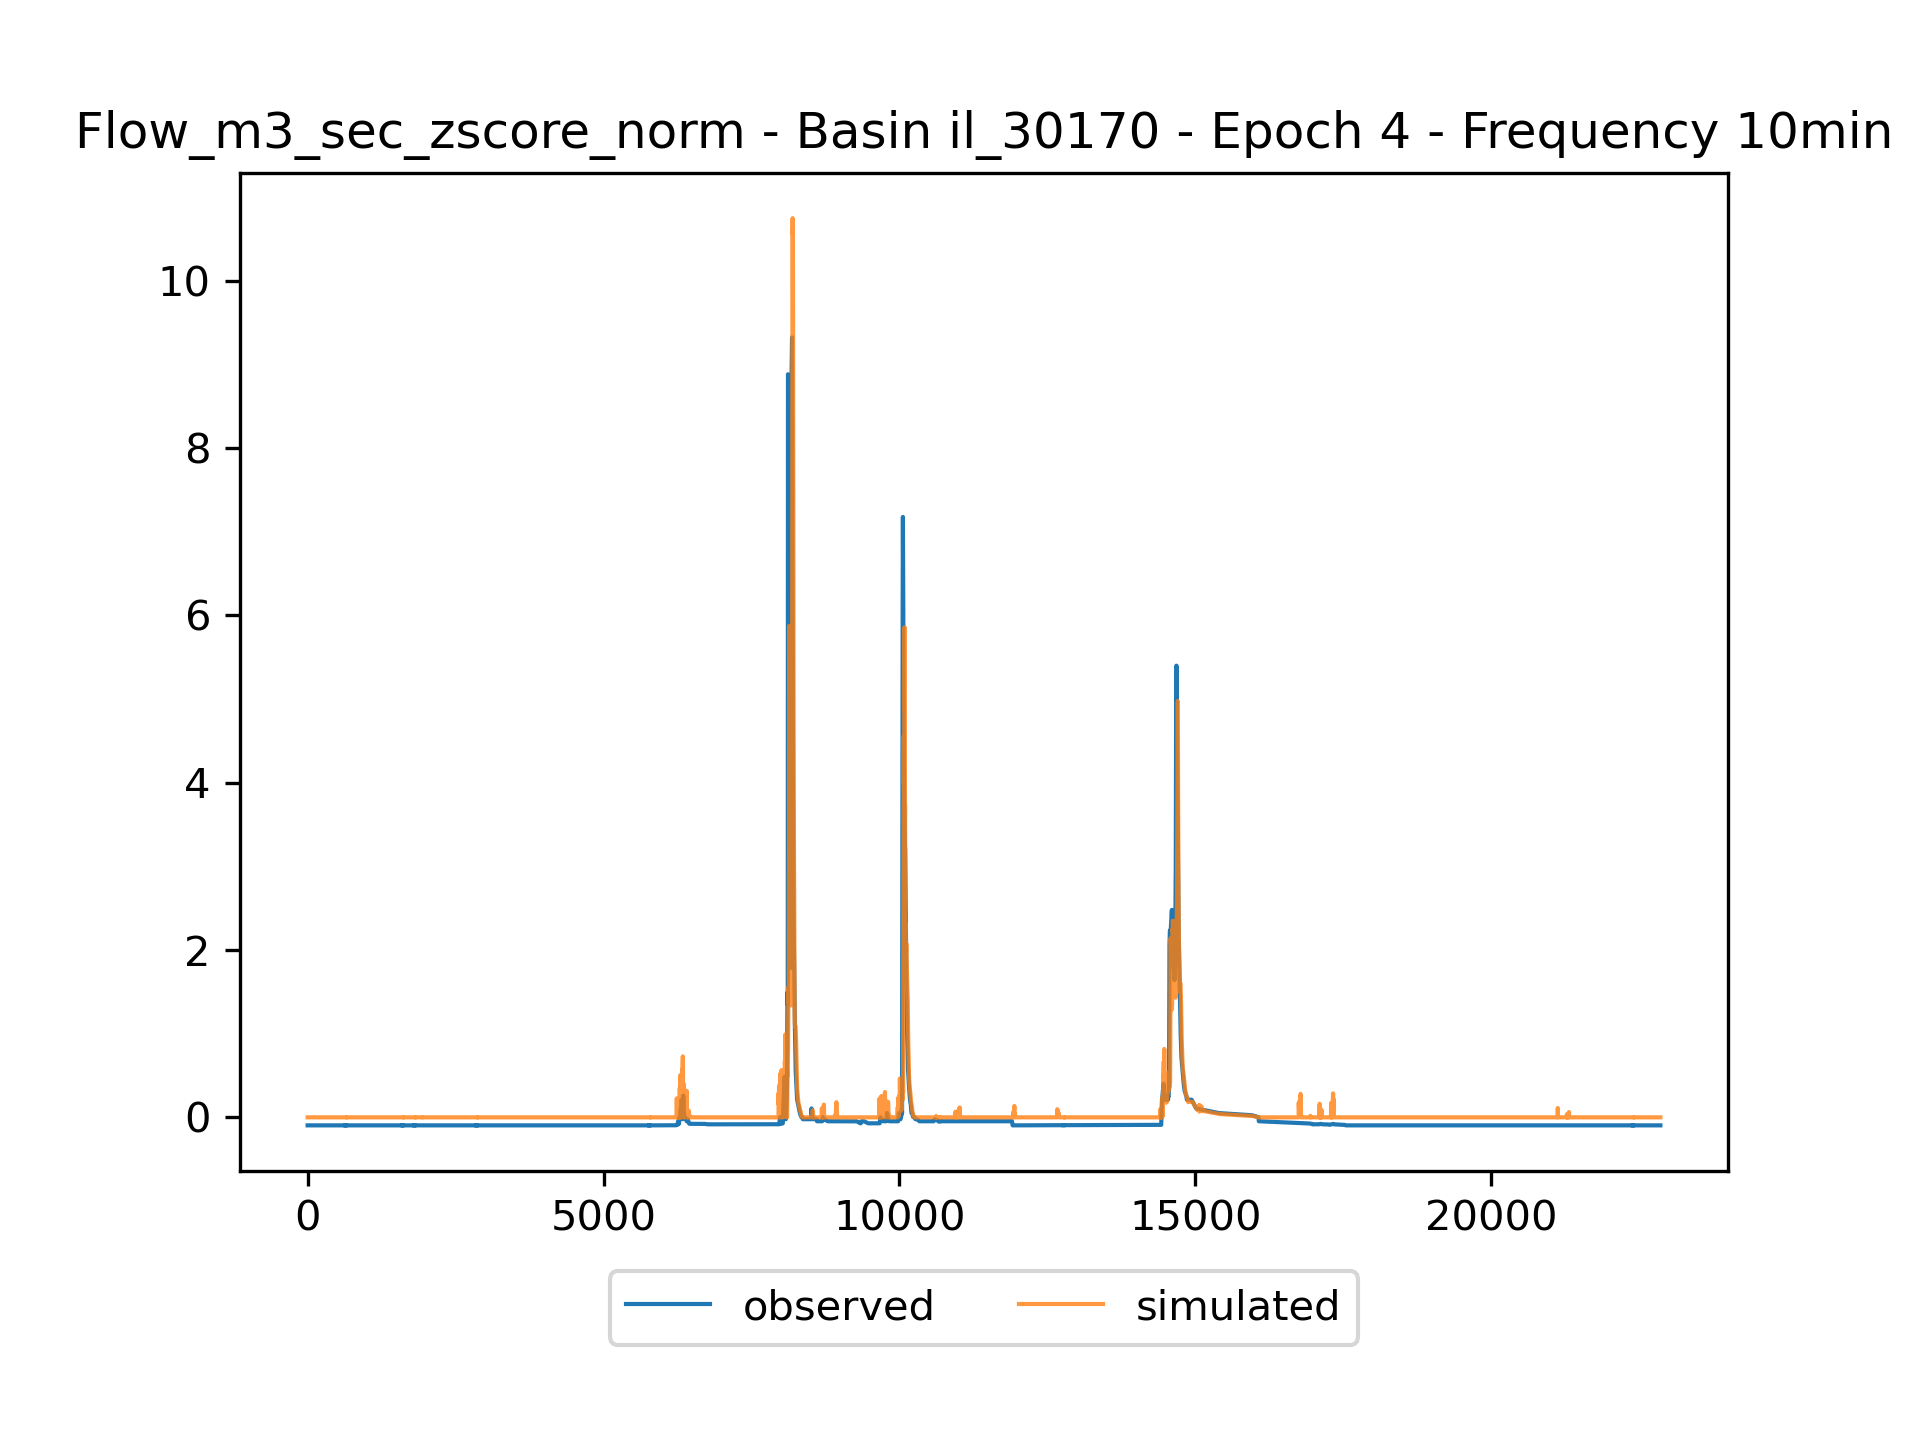 Flow_m3_sec_zscore_norm - Basin il_30170 - Epoch 4 - Frequency 10min
10
8
6
4
2
0
0 5000 10000 15000 20000
observed simulated